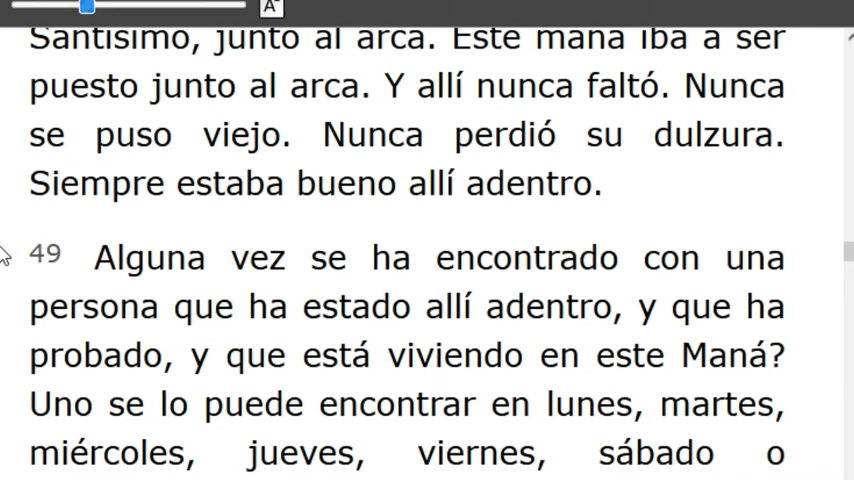 A
Santísimo, junto al arca. Este maná iba a ser
puesto junto al arca. Y allí nunca faltó. Nunca
se puso viejo. Nunca perdió su dulzura.
Siempre estaba bueno allí adentro.
49 Alguna vez se ha encontrado con una
persona que ha estado allí adentro, y que ha
probado, y que está viviendo en este Maná?
Uno se lo puede encontrar en lunes, martes,
miércoles, jueves, viernes, sábado o